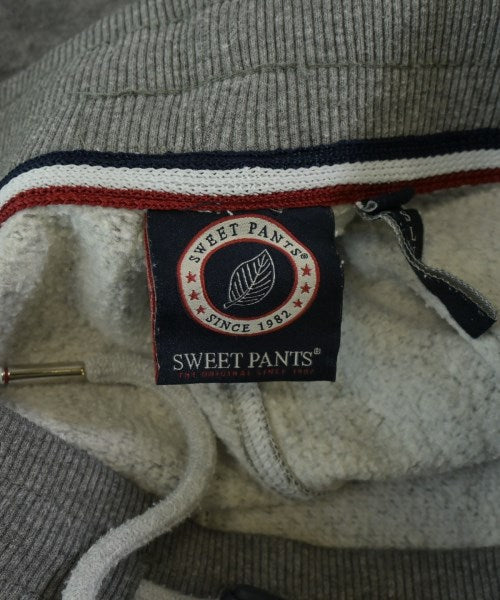 SWEET PANTS®
SINCE 1982
SWEET PANTS®
THE ORIGINAL SINCE 1982